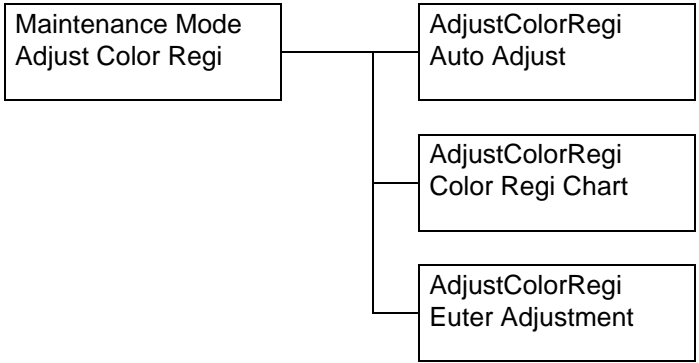 Maintenance Mode
Adjust Color Regi
AdjustColorRegi
Auto Adjust
AdjustColorRegi
Color Regi Chart
AdjustColorRegi
Euter Adjustment